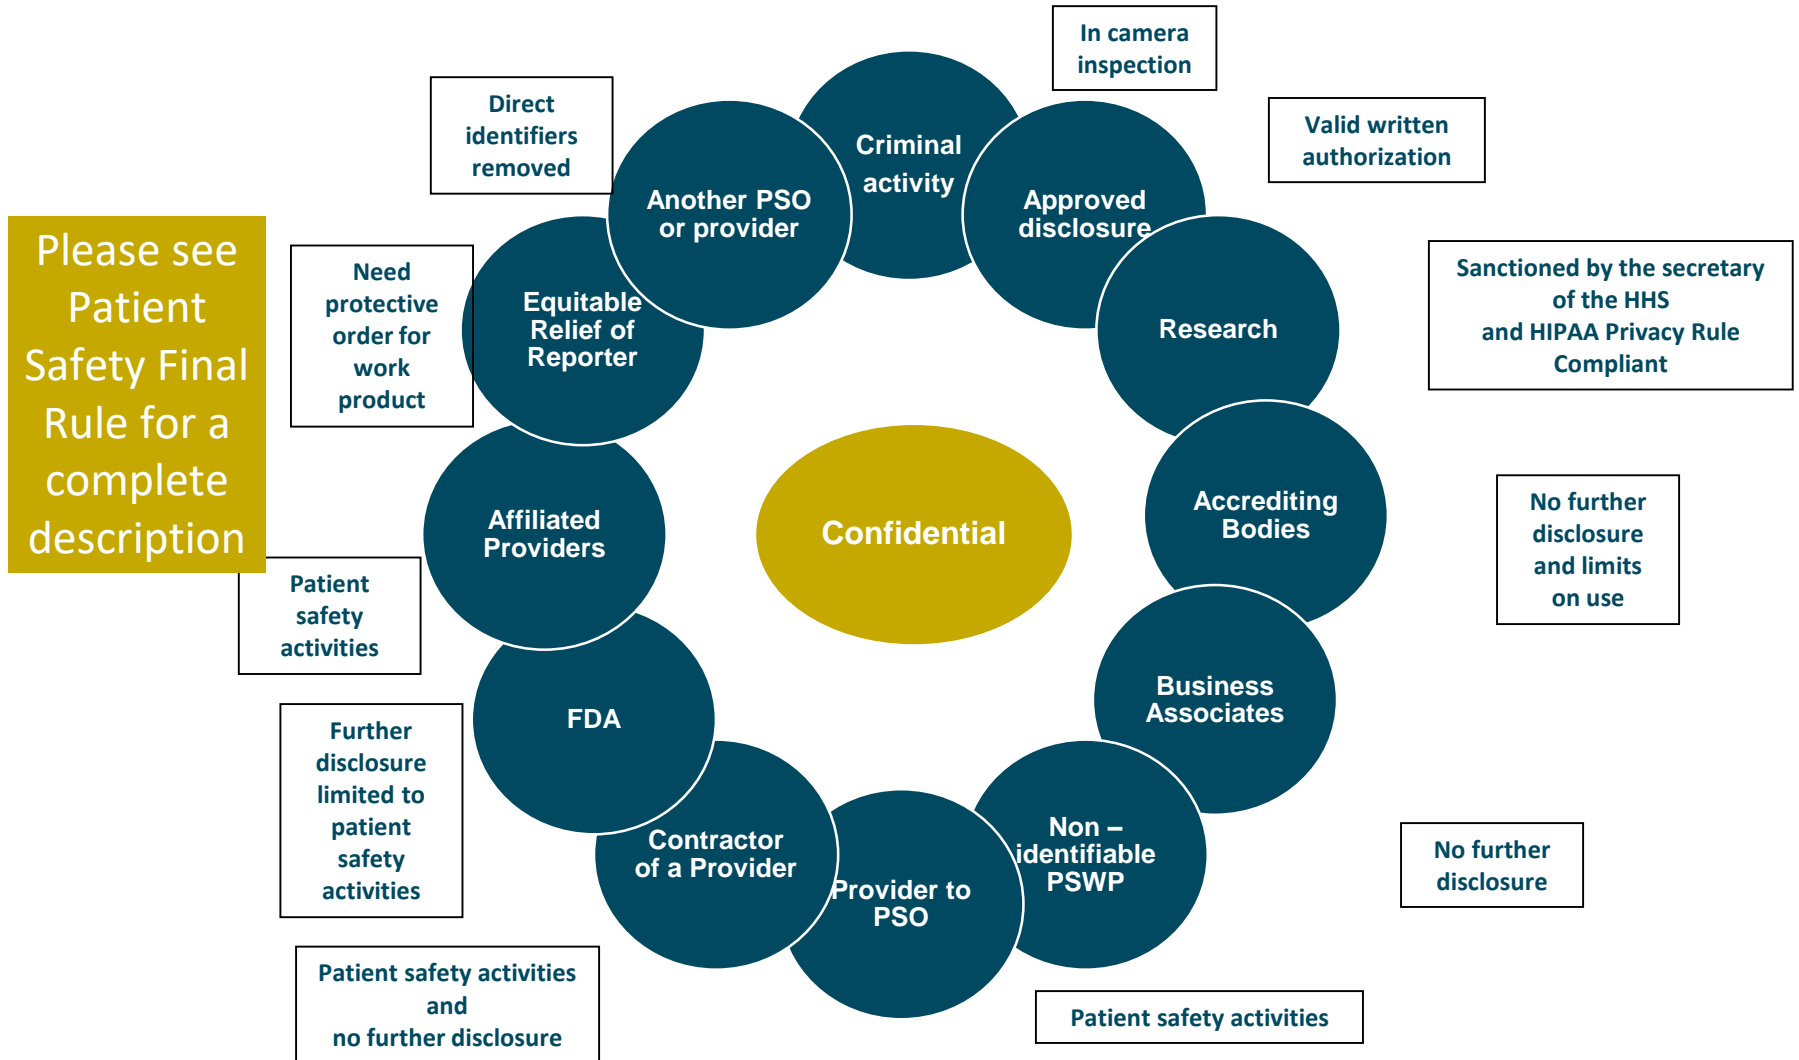 In camera
inspection
Direct
identifiers
removed
Criminal
activity
Valid written
authorization
Another PSO
or provider
Approved
disclosure
Please see
Patient
Safety Final
Rule for a
complete
description
Need
protective
order for
work
product
Equitable
Relief of
Reporter
Research
Sanctioned by the secretary
of the HHS
and HIPAA Privacy Rule
Compliant
Affiliated
Providers
Confidential
Accrediting
Bodies
No further
disclosure
and limits
on use
Patient
safety
activities
FDA
Business
Associates
Further
disclosure
limited to
patient
safety
activities
Contractor
of a Provider
Provider to
PSO
Non –
identifiable
PSWP
No further
disclosure
Patient safety activities
and
no further disclosure
Patient safety activities